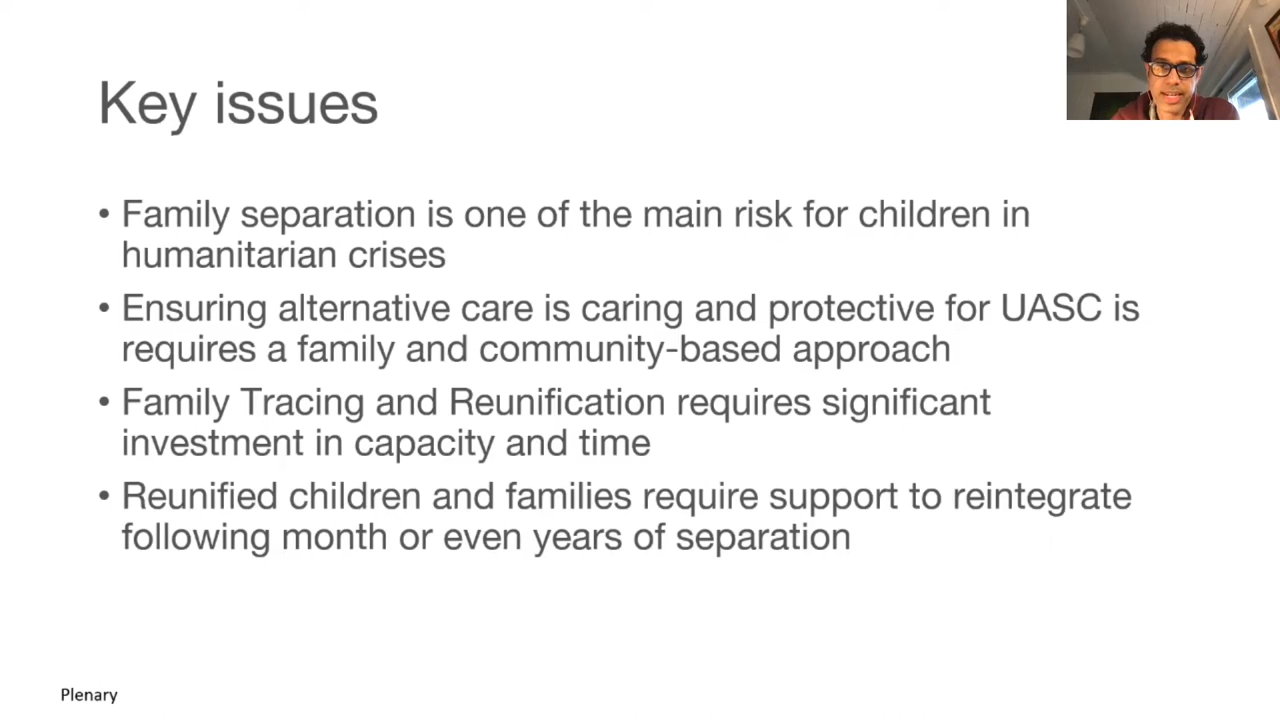 Key issues
• Family separation is one of the main risk for children in
humanitarian crises
• Ensuring alternative care is caring and protective for UASC is
requires a family and community-based approach
• Family Tracing and Reunification requires significant
investment in capacity and time
• Reunified children and families require support to reintegrate
following month or even years of separation
Plenary